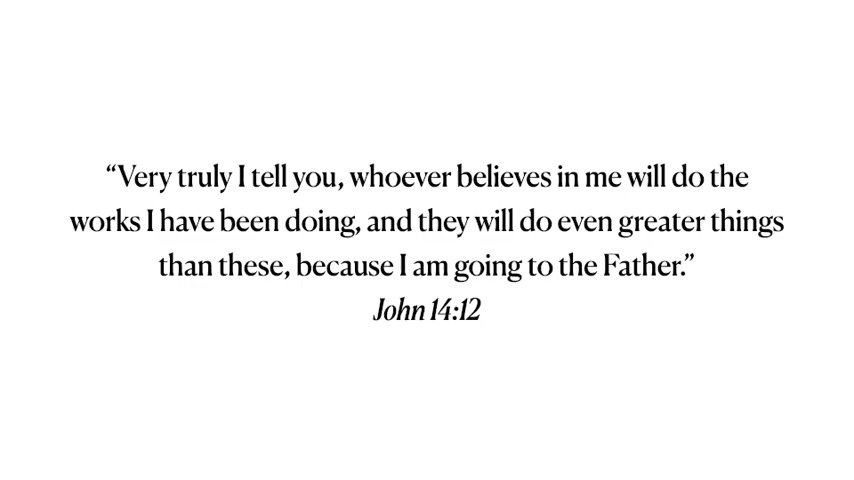 “Very truly I tell you, whoever believes in me will do the
works I have been doing, and they will do even greater things
than these, because I am going to the Father.”
John 14:12